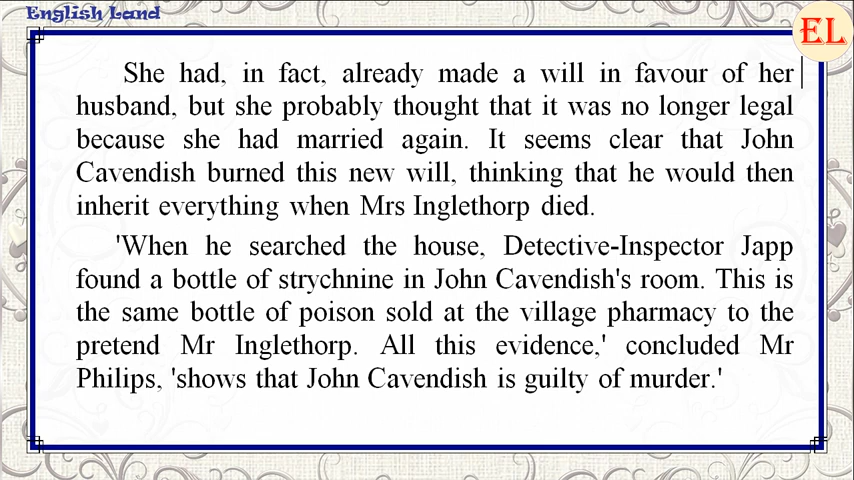 English Land
EL
She had, in fact, already made a will in favour of her
husband, but she probably thought that it was no longer legal
because she had married again. It seems clear that John
Cavendish burned this new will, thinking that he would then
inherit everything when Mrs Inglethorp died.
'When he searched the house, Detective-Inspector Japp
found a bottle of strychnine in John Cavendish's room. This is
the same bottle of poison sold at the village pharmacy to the
pretend Mr Inglethorp. All this evidence,' concluded Mr
Philips, 'shows that John Cavendish is guilty of murder.'